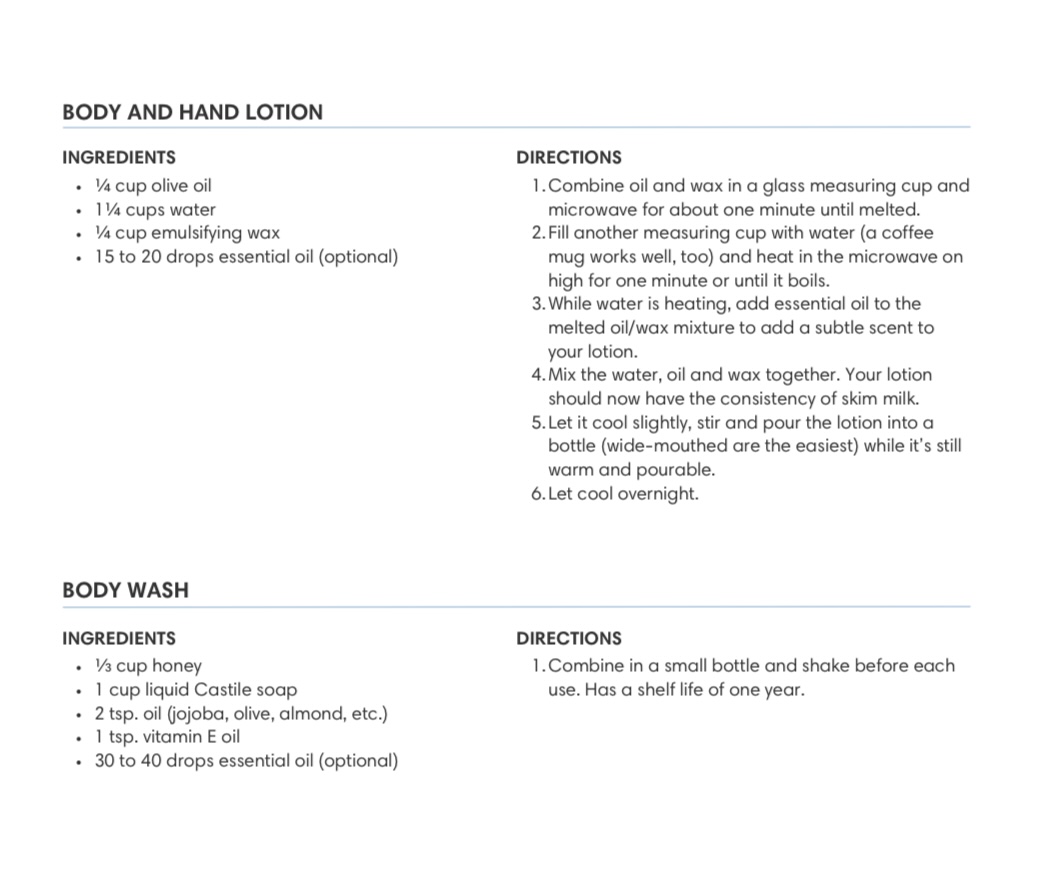 BODY AND HAND LOTION
INGREDIENTS
• ¼ cup olive oil
• 1¼ cups water
• ¼ cup emulsifying wax
• 15 to 20 drops essential oil (optional)
DIRECTIONS
1. Combine oil and wax in a glass measuring cup and
microwave for about one minute until melted.
2. Fill another measuring cup with water (a coffee
mug works well, too) and heat in the microwave on
high for one minute or until it boils.
3. While water is heating, add essential oil to the
melted oil/wax mixture to add a subtle scent to
your lotion.
4. Mix the water, oil and wax together. Your lotion
should now have the consistency of skim milk.
5. Let it cool slightly, stir and pour the lotion into a
bottle (wide-mouthed are the easiest) while it's still
warm and pourable.
6. Let cool overnight.
BODY WASH
INGREDIENTS
• ⅓ cup honey
• 1 cup liquid Castile soap
• 2 tsp. oil (jojoba, olive, almond, etc.)
• 1 tsp. vitamin E oil
• 30 to 40 drops essential oil (optional)
DIRECTIONS
1. Combine in a small bottle and shake before each
use. Has a shelf life of one year.